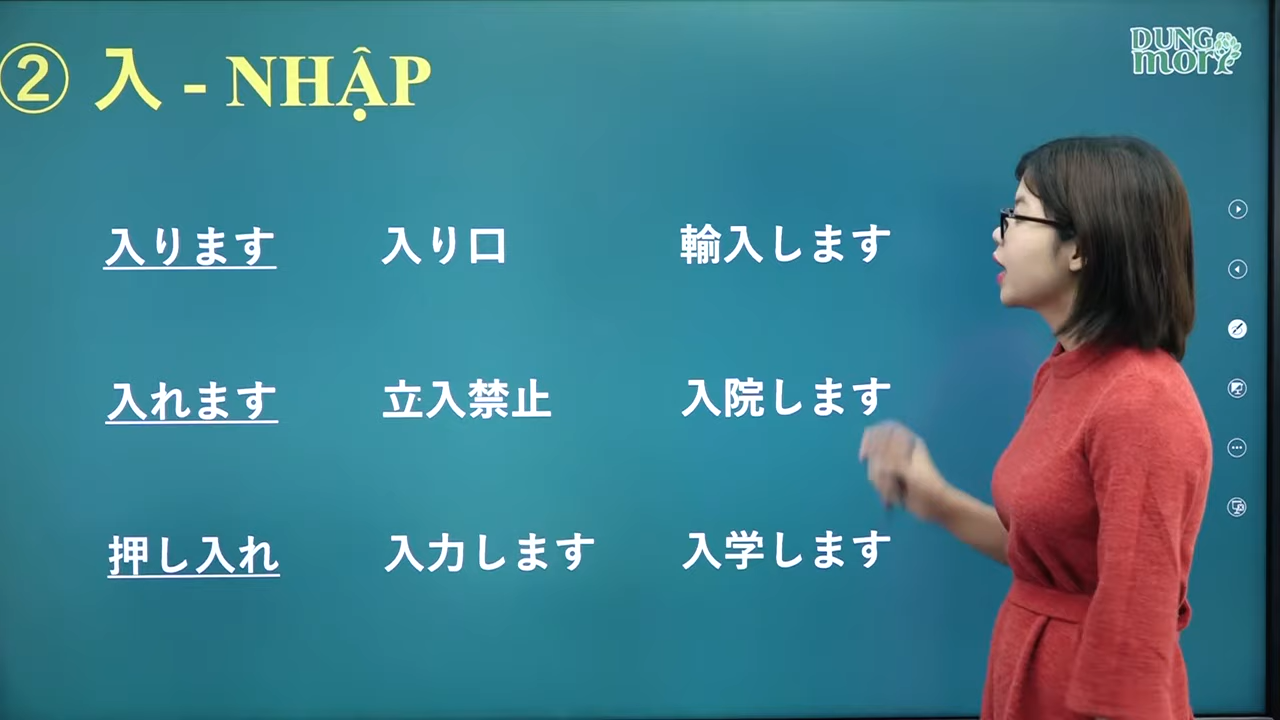 ② 入 - NHẬP
DUNG
mori
入ります 入り口 輸入します
入れます 立入禁止 入院します
押し入れ 入力します 入学します